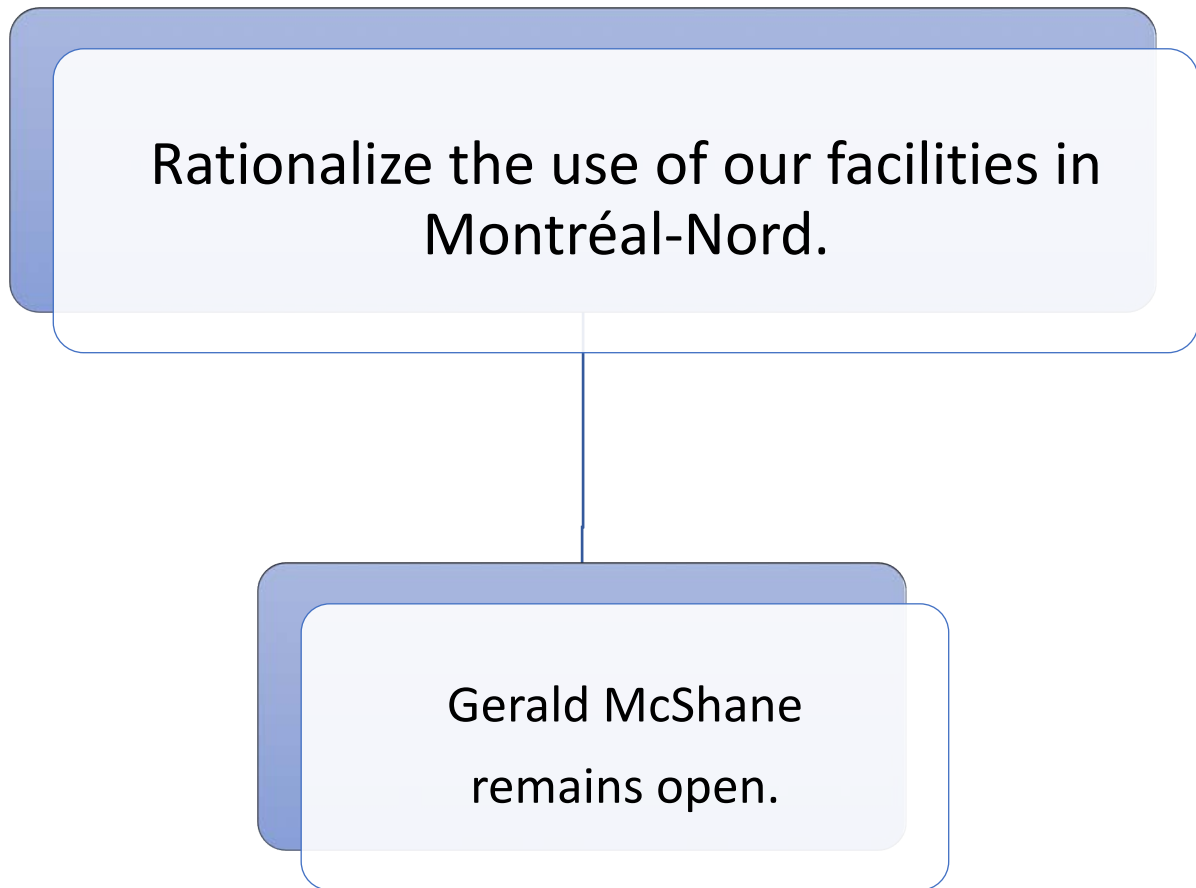 Rationalize the use of our facilities in
Montréal-Nord.
Gerald McShane
remains open.